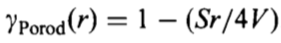 γPorod(r) = 1 − (Sr/4V)